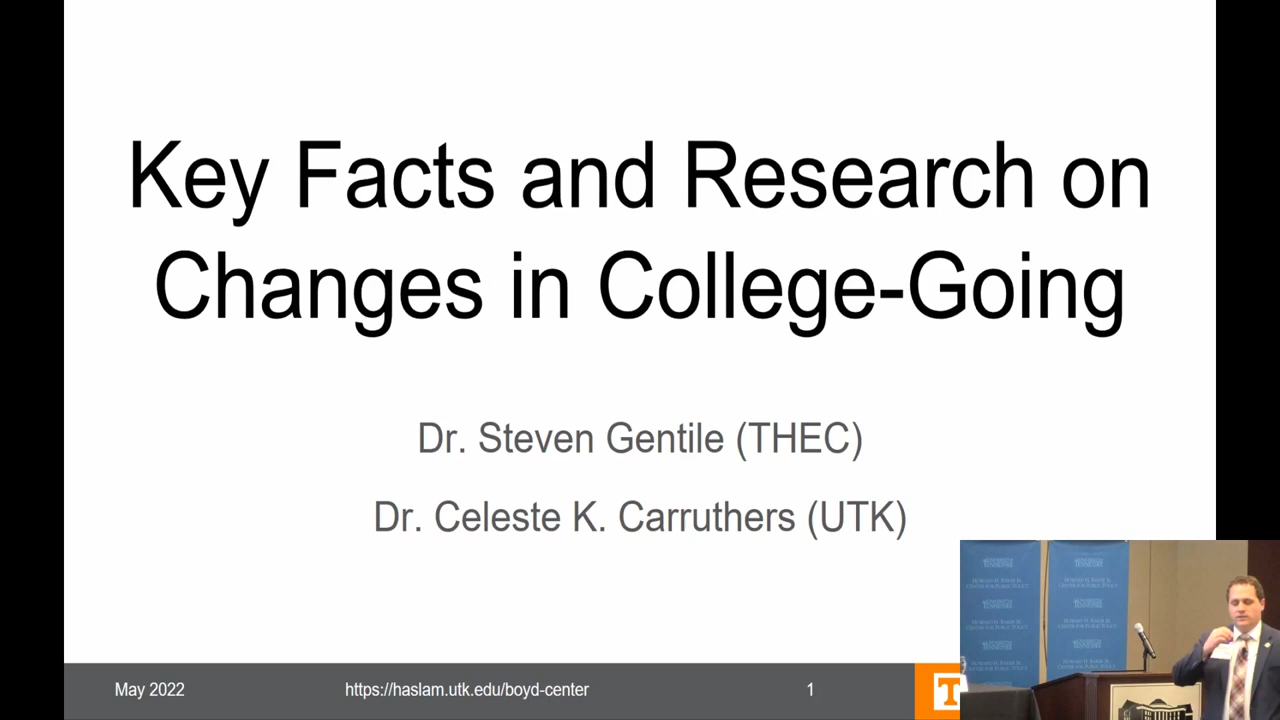 Key Facts and Research on
Changes in College-Going
Dr. Steven Gentile (THEC)
Dr. Celeste K. Carruthers (UTK)
May 2022
https://haslam.utk.edu/boyd-center
1
T